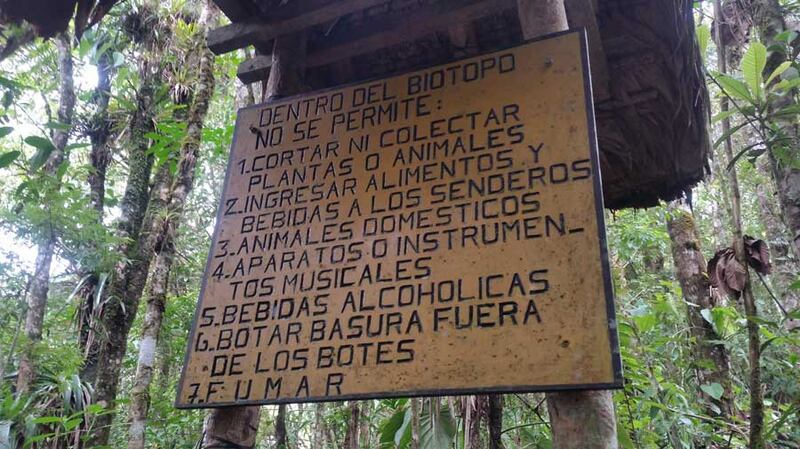 DENTRO DEL BIOTOPO
NO SE PERMITE:
1. CORTAR NI COLECTAR
PLANTAS O ANIMALES
2. INGRESAR ALIMENTOS Y
BEBIDAS A LOS SENDEROS
3. ANIMALES DOMESTICOS
4. APARATOS O INSTRUMEN_
TOS MUSICALES
5. BEBIDAS ALCOHOLICAS
6. BOTAR BASURA FUERA
DE LOS BOTES
7. FUMAR